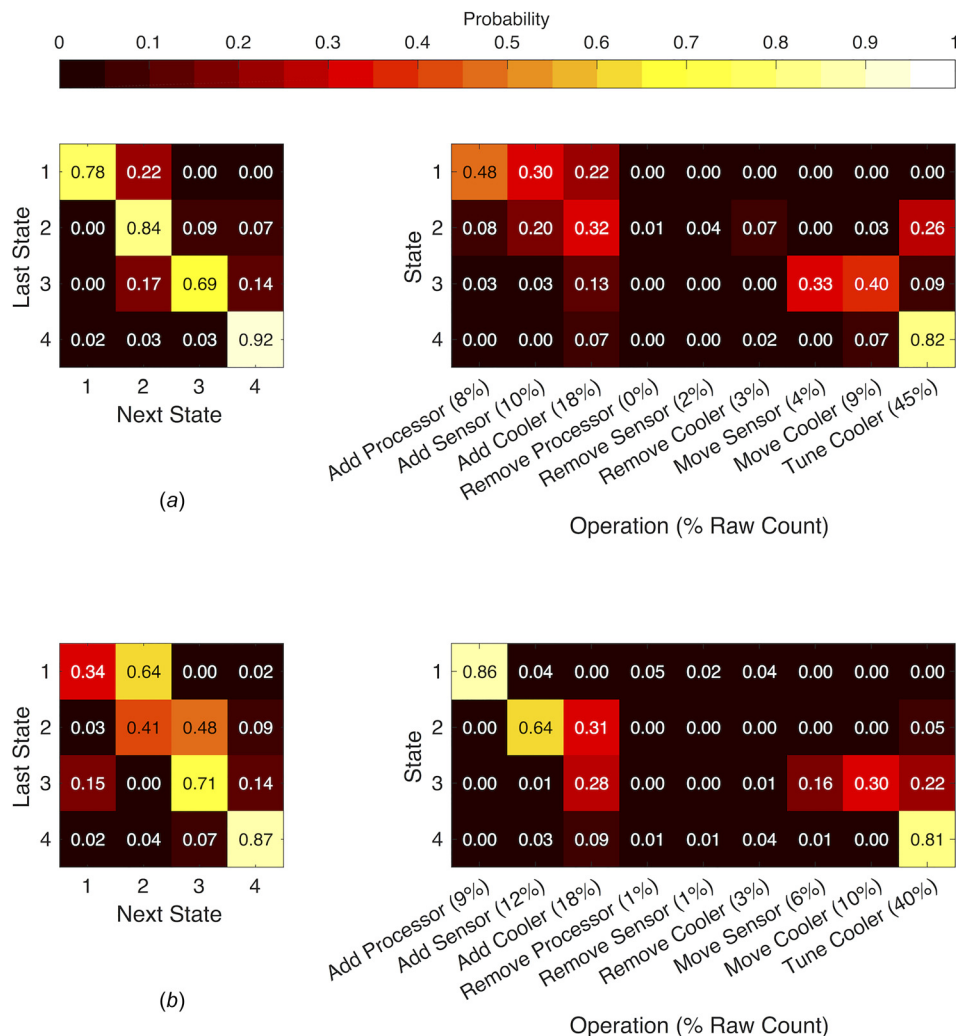 Probability
0 0.1 0.2 0.3 0.4 0.5 0.6 0.7 0.8 0.9 1
Last State
1 0.78 0.22 0.00 0.00
2 0.00 0.84 0.09 0.07
3 0.00 0.17 0.69 0.14
4 0.02 0.03 0.03 0.92
1 2 3 4
Next State
(a)
State
1 0.48 0.30 0.22 0.00 0.00 0.00 0.00 0.00 0.00
2 0.08 0.20 0.32 0.01 0.04 0.07 0.00 0.03 0.26
3 0.03 0.03 0.13 0.00 0.00 0.00 0.33 0.40 0.09
4 0.00 0.00 0.07 0.00 0.00 0.02 0.00 0.07 0.82
Add Processor (8%)
Add Sensor (10%)
Add Cooler (18%)
Remove Processor (0%)
Remove Sensor (2%)
Remove Cooler (3%)
Move Sensor (4%)
Move Cooler (9%)
Tune Cooler (45%)
Operation (% Raw Count)
Last State
1 0.34 0.64 0.00 0.02
2 0.03 0.41 0.48 0.09
3 0.15 0.00 0.71 0.14
4 0.02 0.04 0.07 0.87
1 2 3 4
Next State
(b)
State
1 0.86 0.04 0.00 0.05 0.02 0.04 0.00 0.00 0.00
2 0.00 0.64 0.31 0.00 0.00 0.00 0.00 0.00 0.05
3 0.00 0.01 0.28 0.00 0.00 0.01 0.16 0.30 0.22
4 0.00 0.03 0.09 0.01 0.01 0.04 0.01 0.00 0.81
Add Processor (9%)
Add Sensor (12%)
Add Cooler (18%)
Remove Processor (1%)
Remove Sensor (1%)
Remove Cooler (3%)
Move Sensor (6%)
Move Cooler (10%)
Tune Cooler (40%)
Operation (% Raw Count)